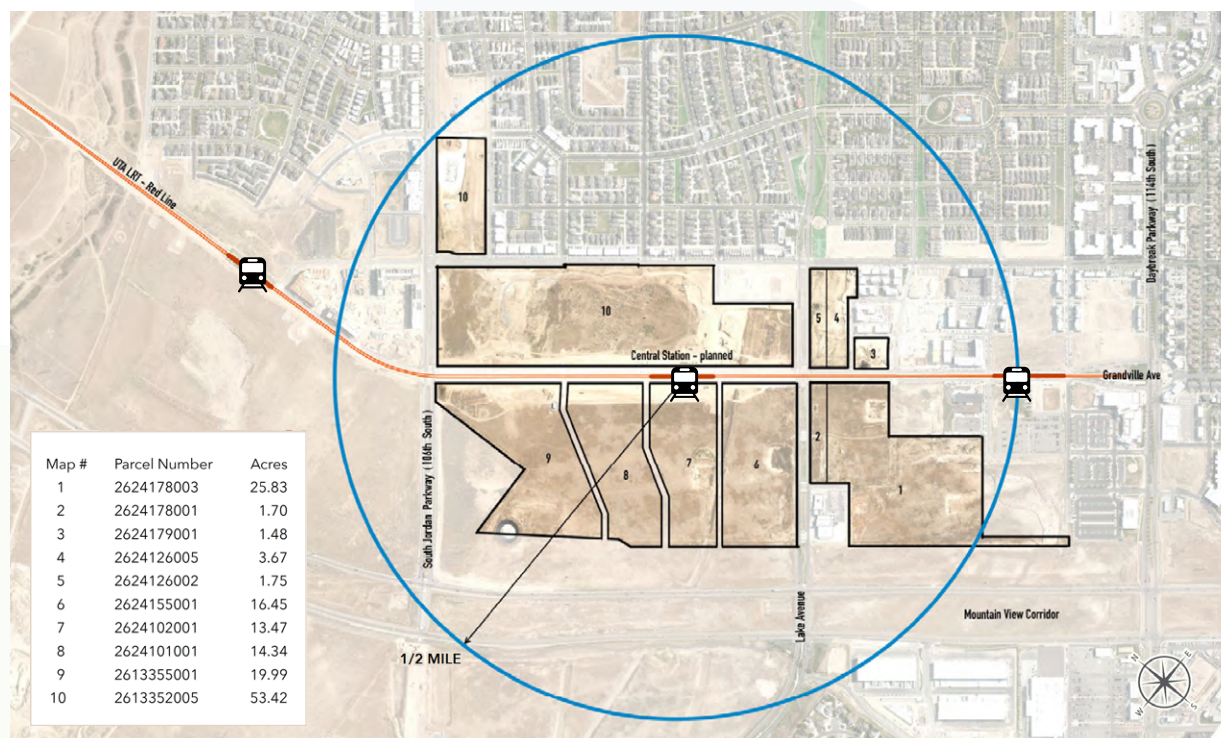 UTA LRT - Red Line
10
10
5
4
3
Central Station - planned
Daybreak Parkway (114th South)
Grandville Ave
South Jordan Parkway (106th South)
9
8
7
6
2
1
Lake Avenue
Mountain View Corridor
1/2 MILE
Map # Parcel Number Acres
1 2624178003 25.83
2 2624178001 1.70
3 2624179001 1.48
4 2624126005 3.67
5 2624126002 1.75
6 2624155001 16.45
7 2624102001 13.47
8 2624101001 14.34
9 2613355001 19.99
10 2613352005 53.42
N
E
W
S